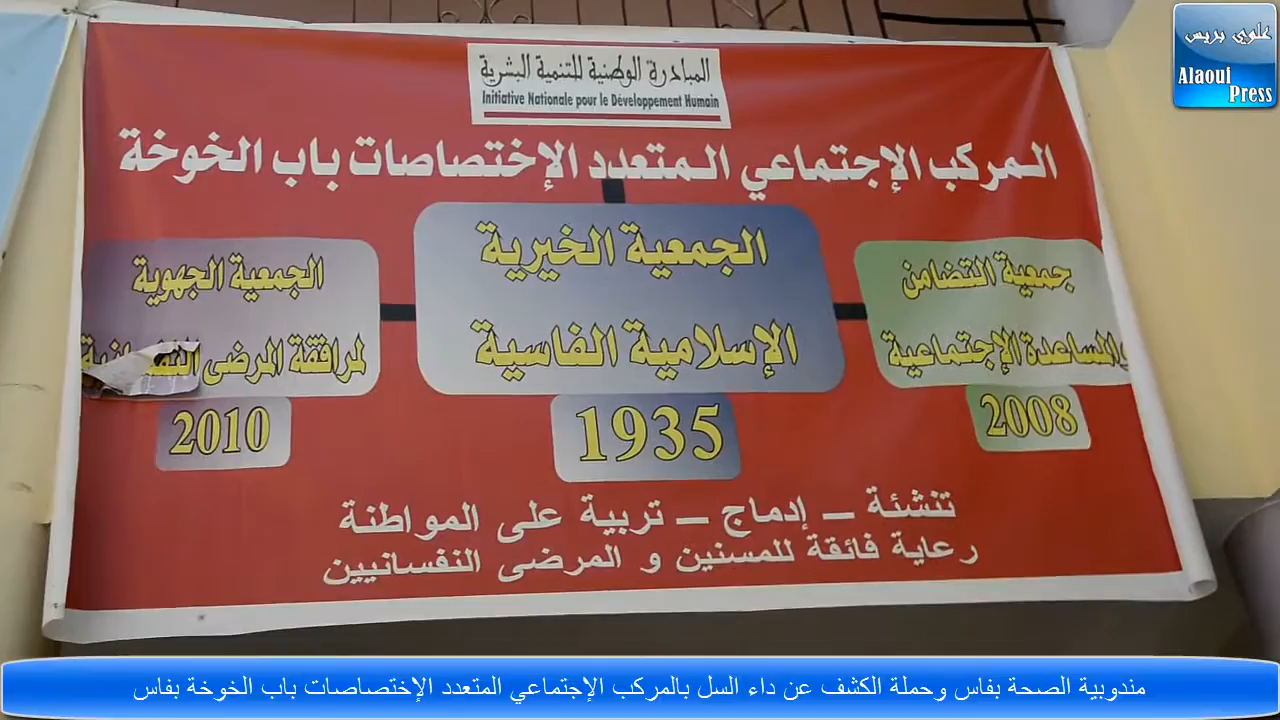 علوي بريس
Alaoui
Press
المبادرة الوطنية للتنمية البشرية
Initiative Nationale pour le Développement Humain
المركب الإجتماعي المتعدد الإختصاصات باب الخوخة
جمعية التضامن
والمساعدة الإجتماعية
2008
الجمعية الخيرية
الإسلامية الفاسية
1935
الجمعية الجهوية
لمرافقة المرضى
2010
تنشئة – إدماج – تربية على المواطنة
رعاية فائقة للمسنين و المرضى النفسانيين
مندوبية الصحة بفاس وحملة الكشف عن داء السل بالمركب الإجتماعي المتعدد الإختصاصات باب الخوخة بفاس